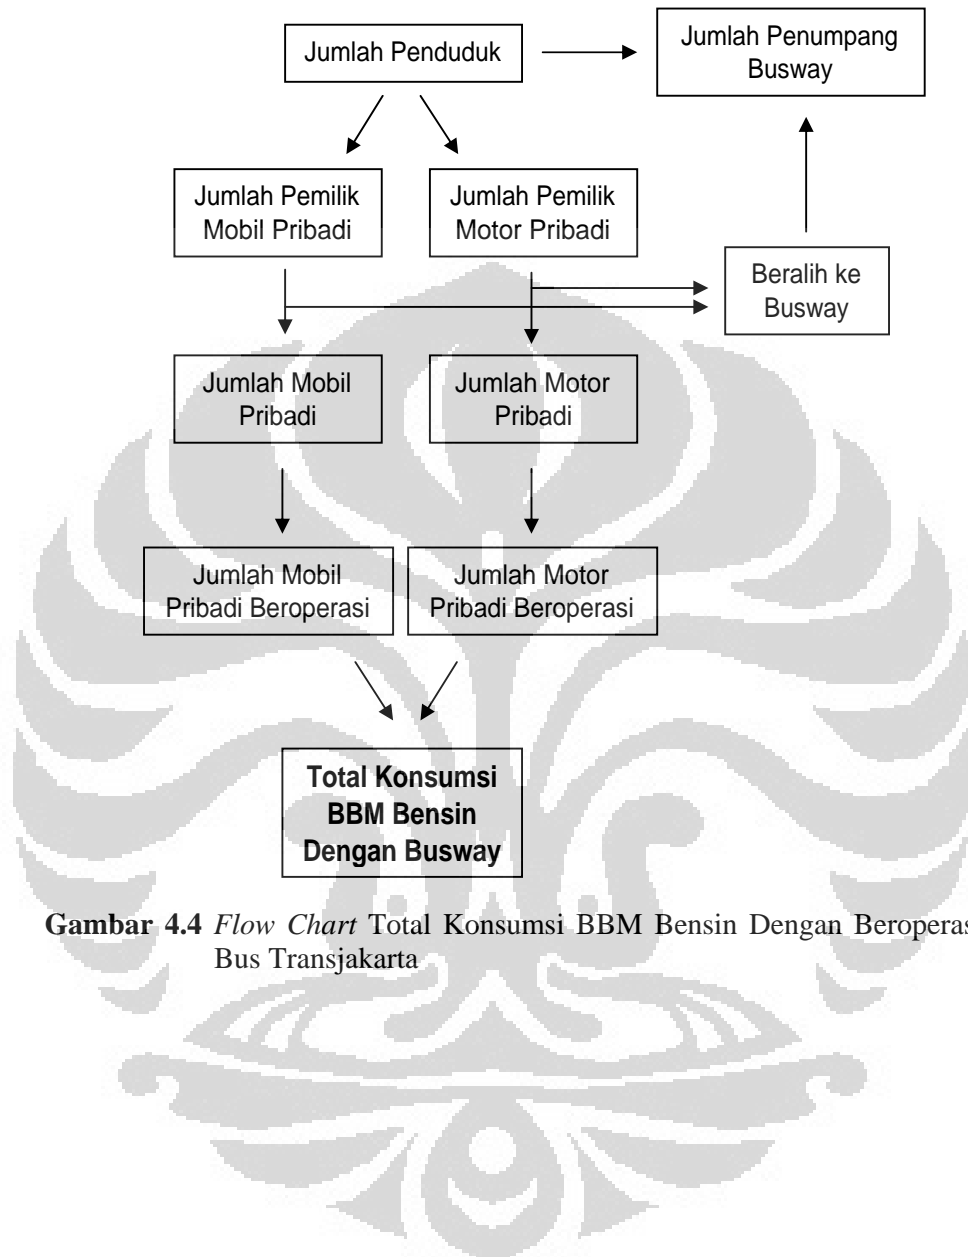 Jumlah Penduduk
Jumlah Penumpang
Busway
Jumlah Pemilik
Mobil Pribadi
Jumlah Pemilik
Motor Pribadi
Beralih ke
Busway
Jumlah Mobil
Pribadi
Jumlah Motor
Pribadi
Jumlah Mobil
Pribadi Beroperasi
Jumlah Motor
Pribadi Beroperasi
Total Konsumsi
BBM Bensin
Dengan Busway
Gambar 4.4 Flow Chart Total Konsumsi BBM Bensin Dengan Beroperas
Bus Transjakarta